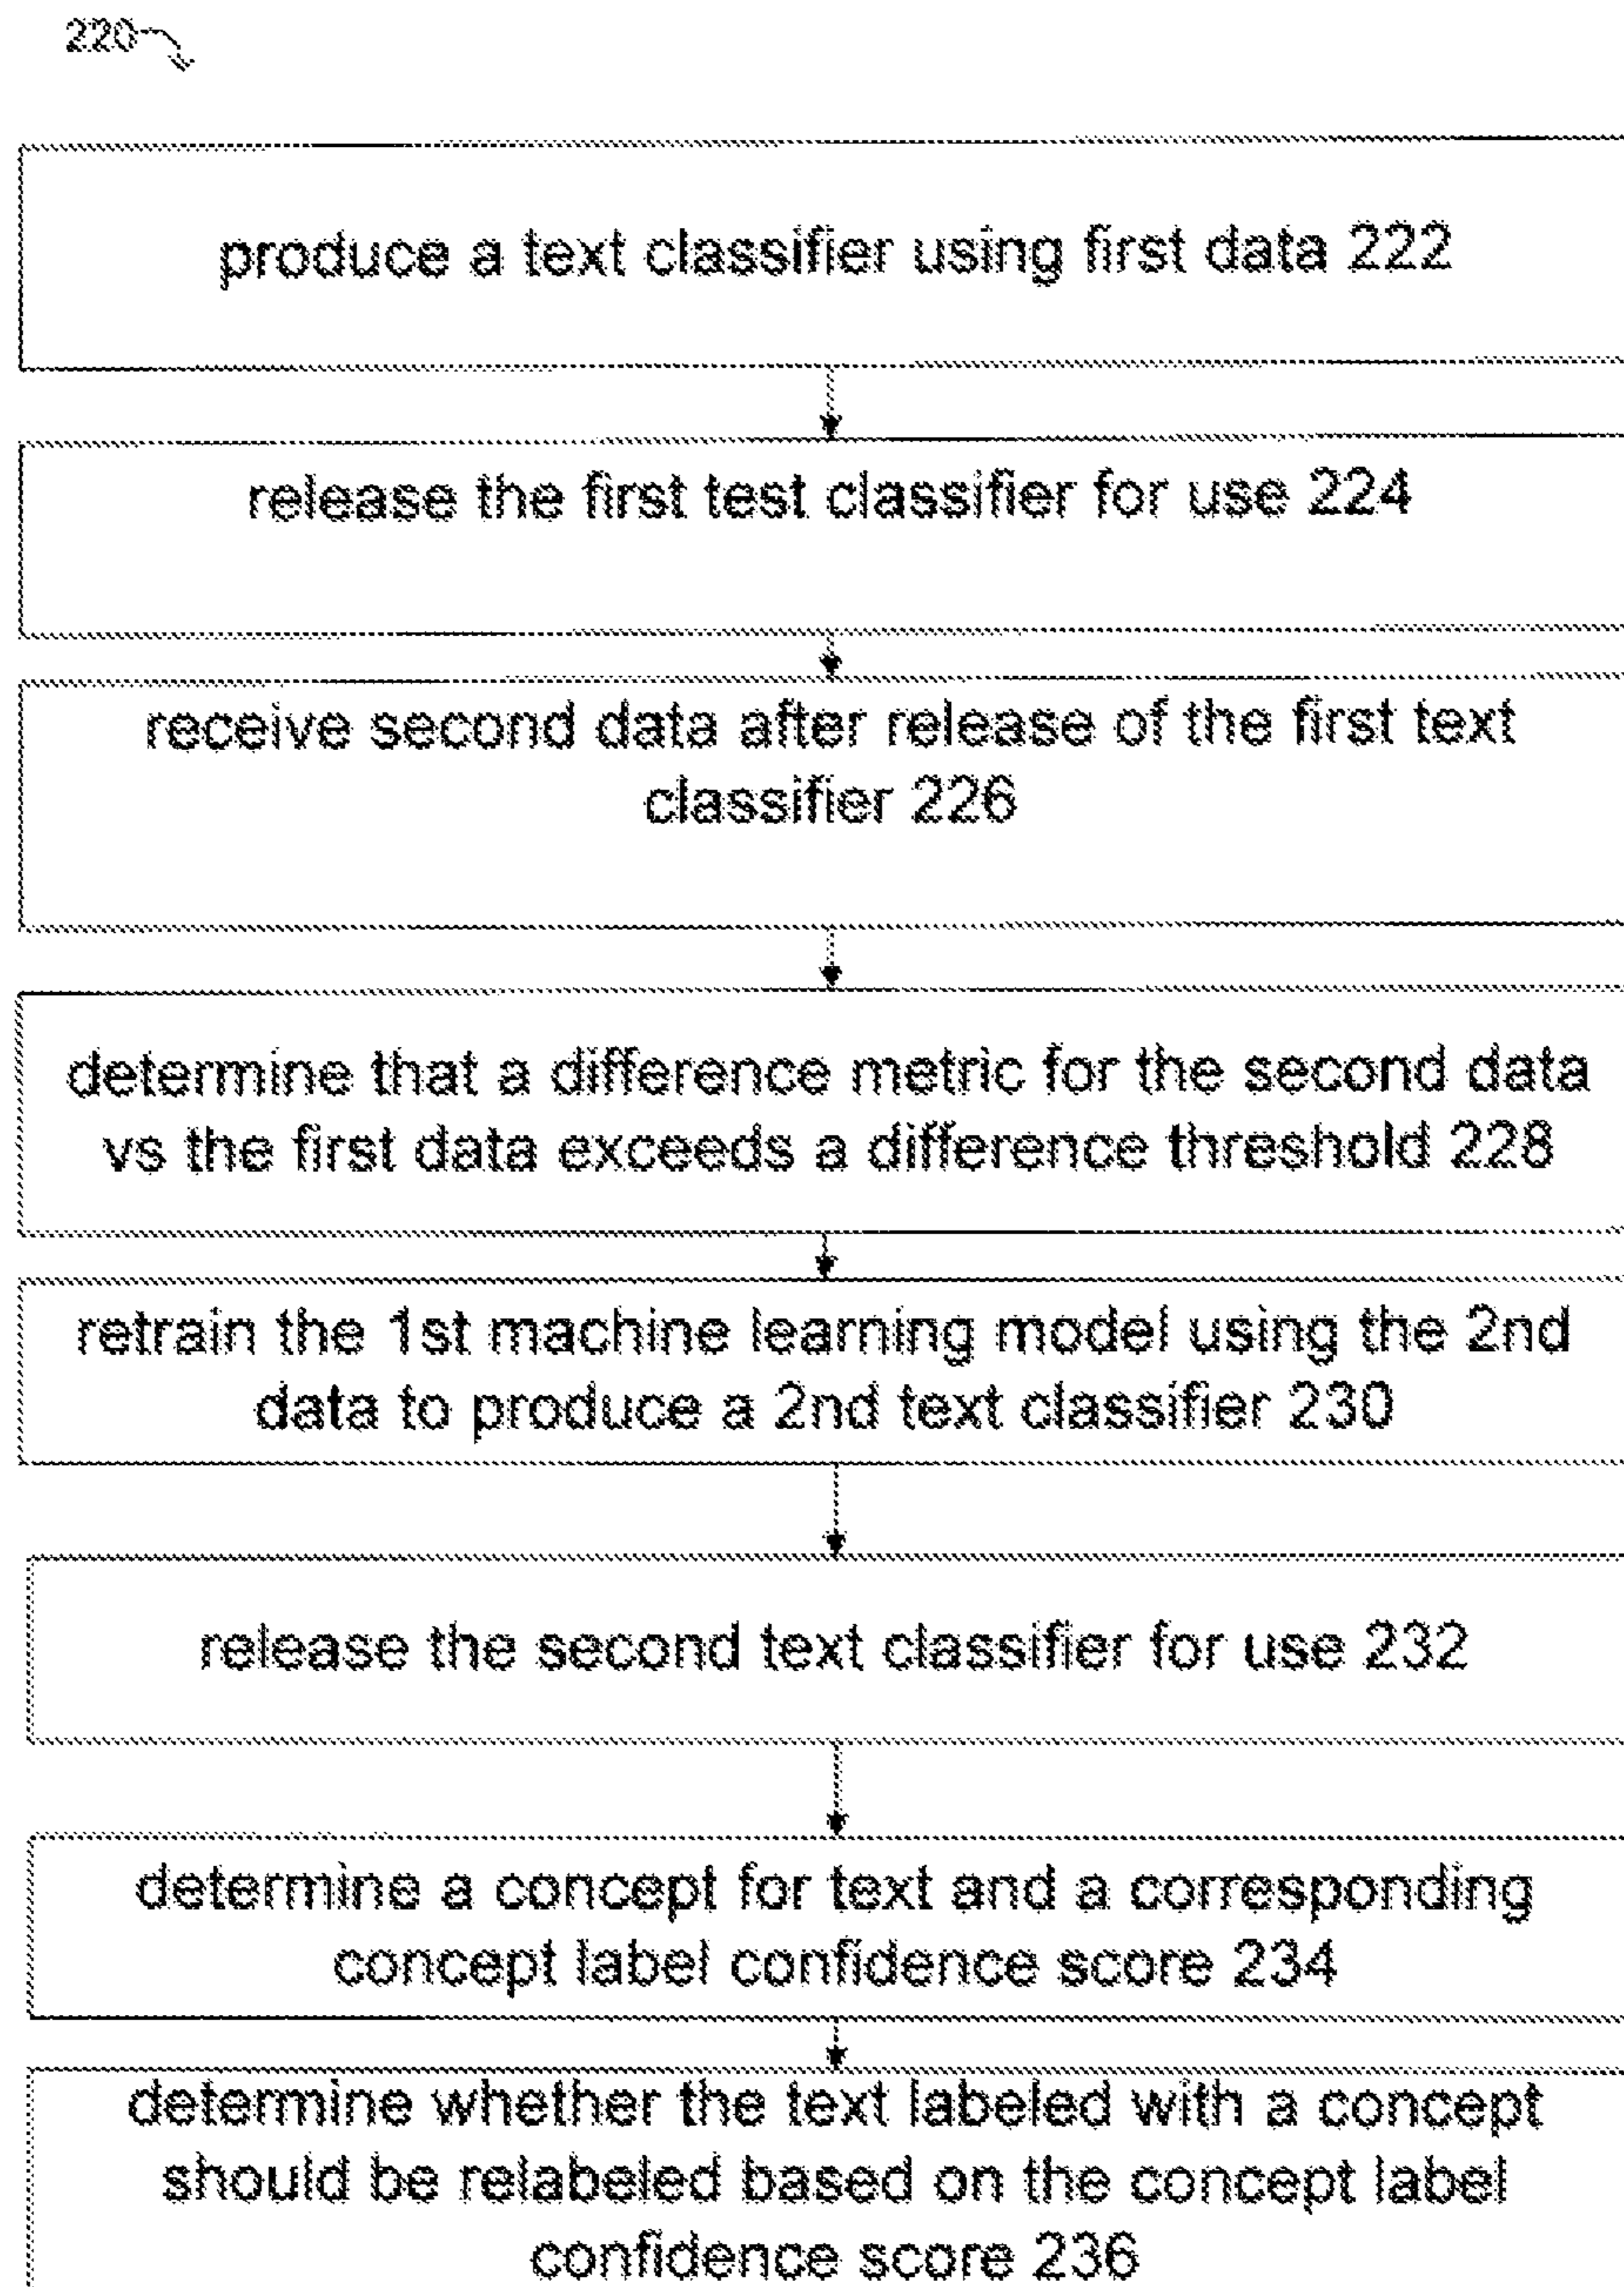 220
produce a text classifier using first data 222
release the first test classifier for use 224
receive second data after release of the first text
classifier 226
determine that a difference metric for the second data
vs the first data exceeds a difference threshold 228
retrain the 1st machine learning model using the 2nd
data to produce a 2nd text classifier 230
release the second text classifier for use 232
determine a concept for text and a corresponding
concept label confidence score 234
determine whether the text labeled with a concept
should be relabeled based on the concept label
confidence score 236